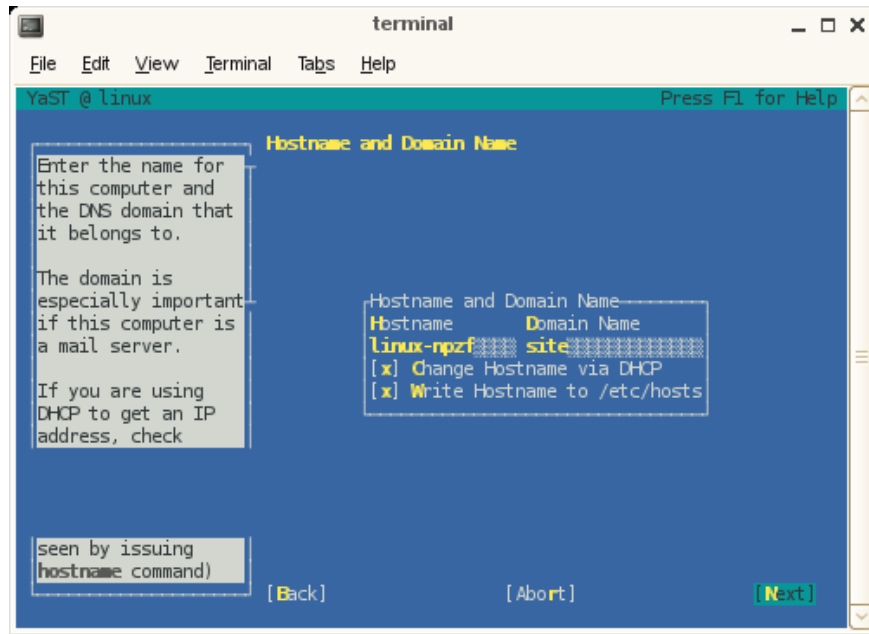 terminal
File Edit View Terminal Tabs Help
YaST @ linux Press F1 for Help
Hostname and Domain Name
Enter the name for
this computer and
the DNS domain that
it belongs to.
The domain is
especially important
if this computer is
a mail server.
If you are using
DHCP to get an IP
address, check
seen by issuing
hostname command)
Hostname and Domain Name
Hostname Domain Name
linux-npzf site
[x] Change Hostname via DHCP
[x] Write Hostname to /etc/hosts
[Back] [Abort] [Next]